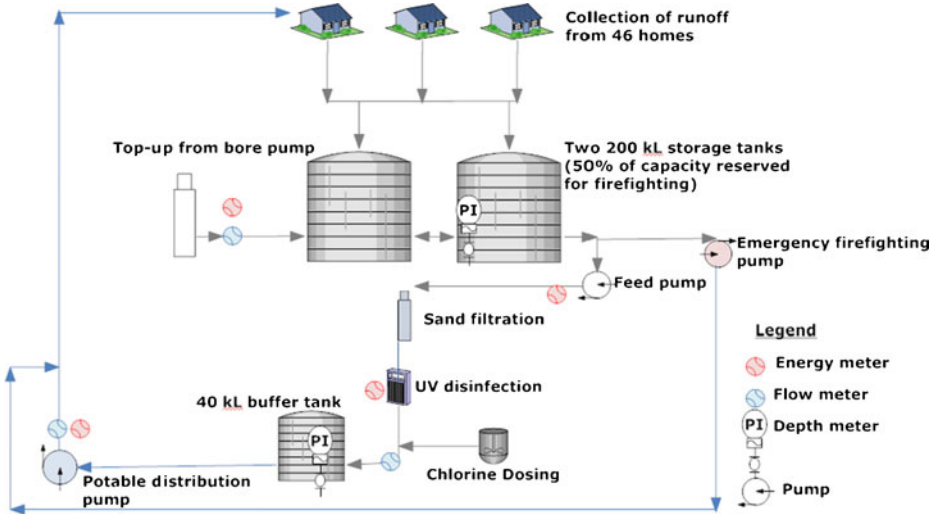 Collection of runoff
from 46 homes
Top-up from bore pump
Two 200 kL storage tanks
(50% of capacity reserved
for firefighting)
PI
Emergency firefighting
pump
Feed pump
Sand filtration
Legend
Energy meter
UV disinfection
Flow meter
40 kL buffer tank
PI
PI
Depth meter
Chlorine Dosing
Potable distribution
pump
Pump